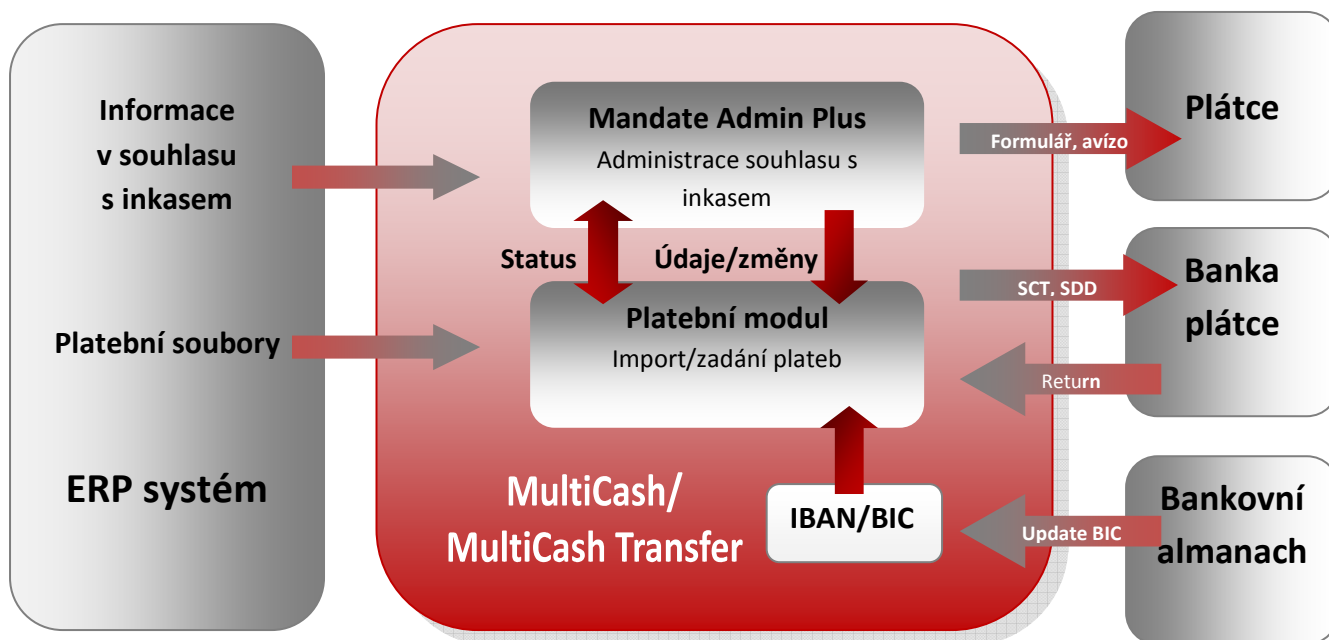 Informace
v souhlasu
s inkasem
Platební soubory
ERP systém
Mandate Admin Plus
Administrace souhlasu s
inkasem
Status
Údaje/změny
Platební modul
Import/zadání plateb
IBAN/BIC
MultiCash/
MultiCash Transfer
Formulář, avízo
Plátce
SCT, SDD
Banka
plátce
Return
Update BIC
Bankovní
almanach